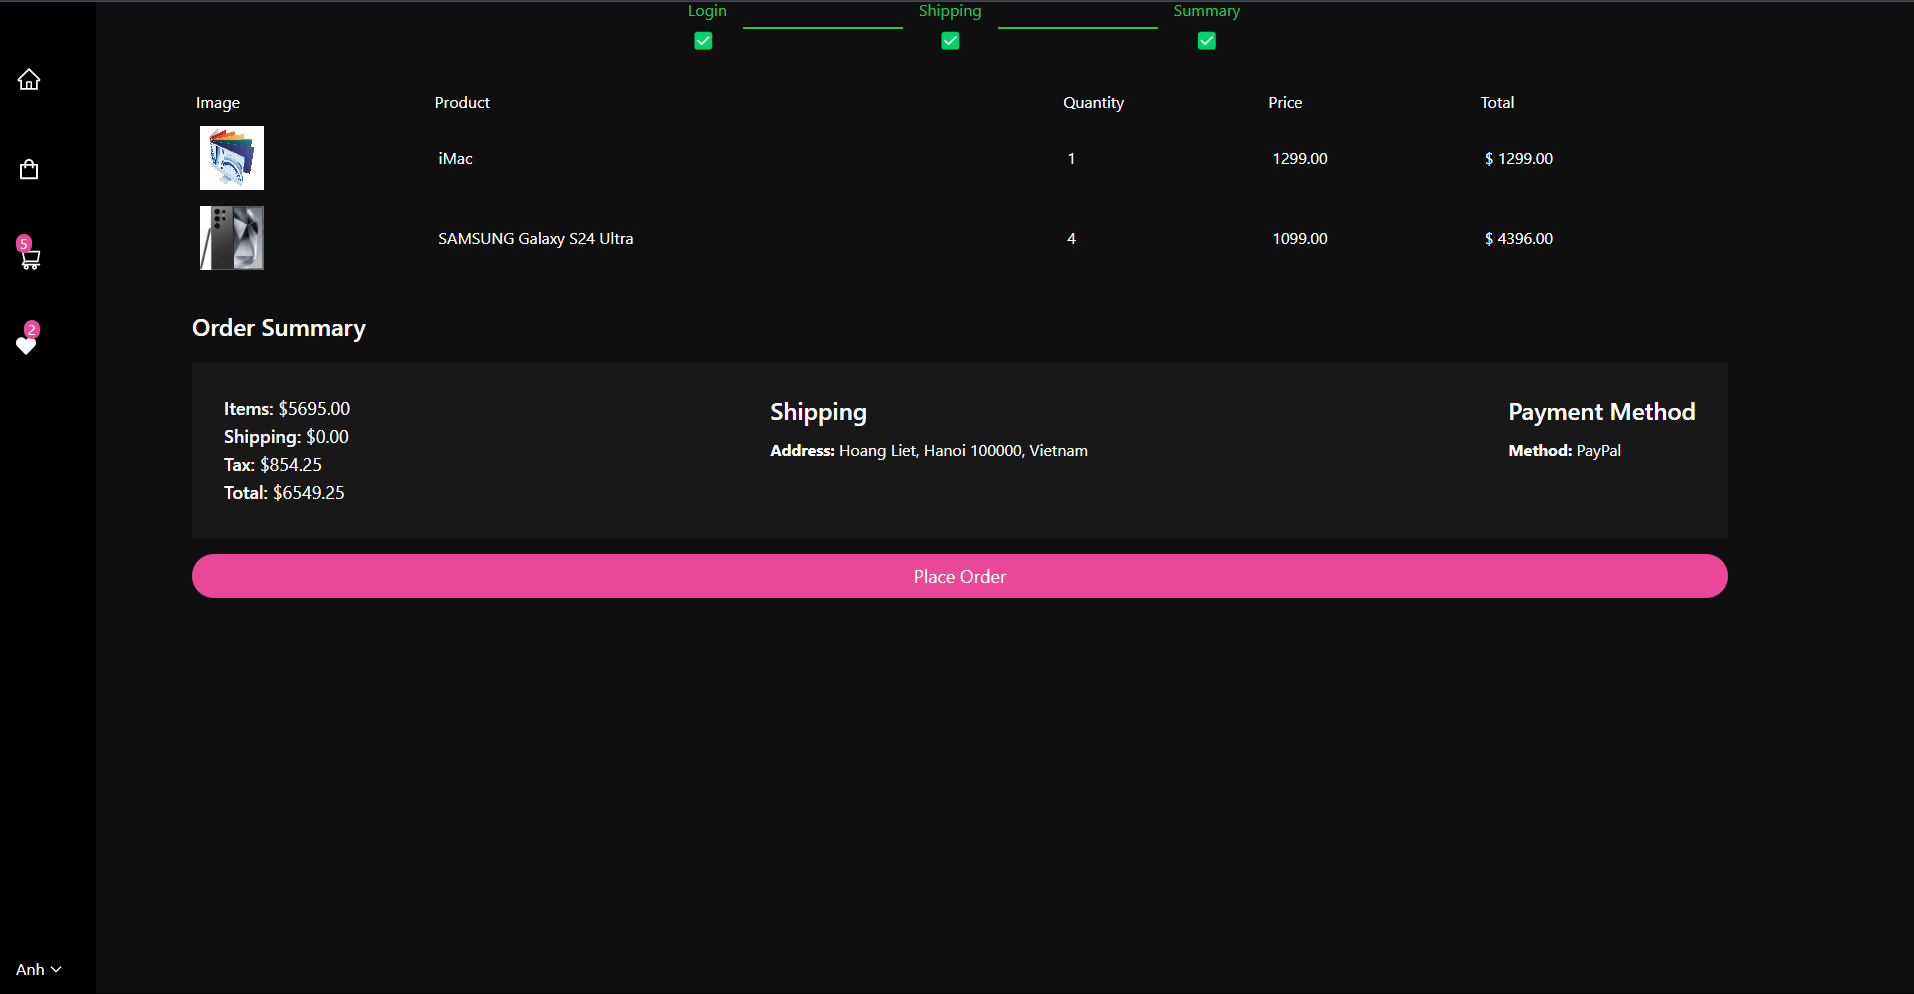 Login Shipping Summary
Image Product Quantity Price Total
iMac 1 1299.00 $ 1299.00
SAMSUNG Galaxy S24 Ultra 4 1099.00 $ 4396.00
5
2
Order Summary
Items: $5695.00
Shipping: $0.00
Tax: $854.25
Total: $6549.25
Shipping
Address: Hoang Liet, Hanoi 100000, Vietnam
Payment Method
Method: PayPal
Place Order
Anh